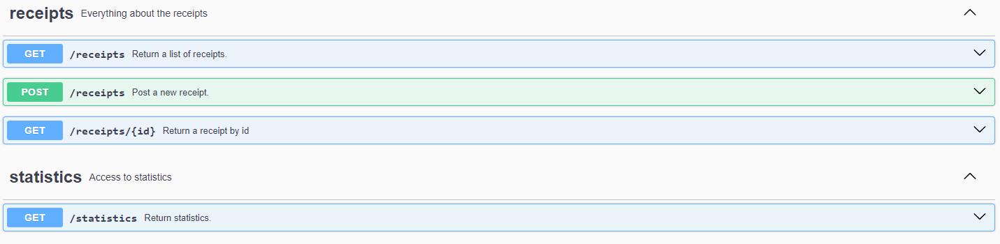 receipts Everything about the receipts
GET /receipts Return a list of receipts.
POST /receipts Post a new receipt.
GET /receipts/{id} Return a receipt by id
statistics Access to statistics
GET /statistics Return statistics.